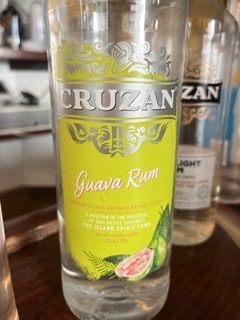 CRUZAN
Guava Rum
A PORTION OF THE PROCEEDS
OF THIS BOTTLE SUPPORTS
THE ISLAND SPIRIT FUND
ZAN
LIGHT